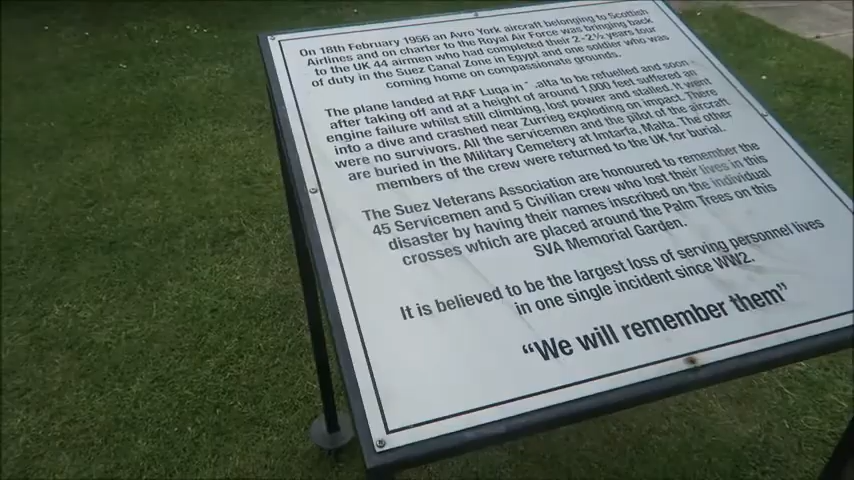 On 18th February 1956 an Avro York aircraft belonging to Scottish
Airlines and on charter to the Royal Air Force was bringing back
to the UK 44 airmen who had completed their 2-2½ years tour
of duty in the Suez Canal Zone in Egypt, and one soldier who was
coming home on compassionate grounds.
The plane landed at RAF Luqa in alta to be refuelled and soon
after taking off and at a height of around 1,000 feet suffered an
engine failure whilst still climbing, lost power and stalled. It went
into a dive and crashed near Zurrieg exploding on impact. There
were no survivors. All the servicemen and the pilot of the aircraft
are buried in the Military Cemetery at Imtarfa, Malta. The other
members of the crew were returned to the UK for burial.
The Suez Veterans Association are honoured to remember the
45 Servicemen and 5 Civilian crew who lost their lives in this
disaster by having their names inscribed on the individual
crosses which are placed around the Palm Trees on this
SVA Memorial Garden.
It is believed to be the largest loss of serving personnel lives
in one single incident since WW2.
"We will remember them"